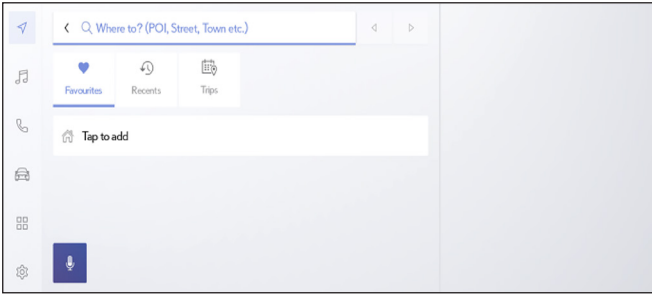 Where to? (POI, Street, Town etc.)
Favourites
Recents
Trips
Tap to add